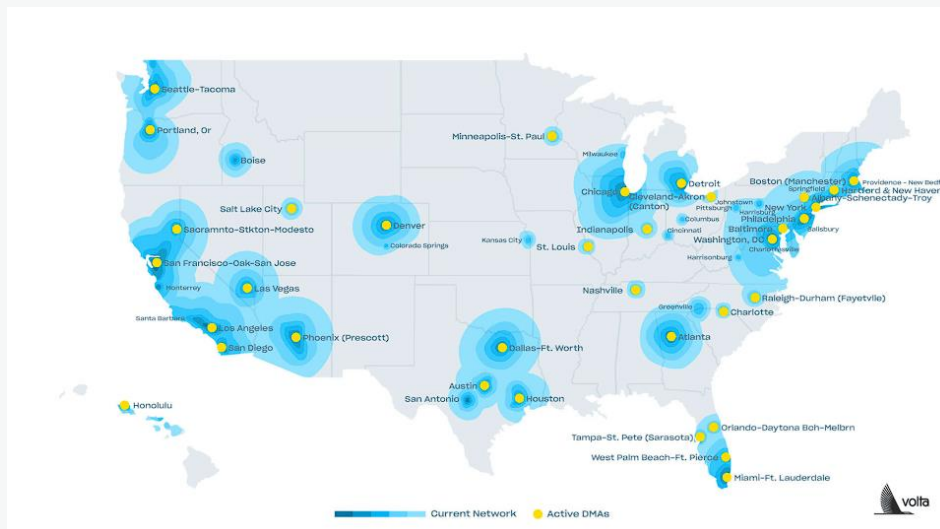 Seattle-Tacoma
Portland, Or
Boise
Minneapolis-St. Paul
Milwaukee
Chicago
Detroit
Cleveland-Akron
(Canton)
Boston (Manchester)
Providence - New Bedf
Springfield
Hartferd & New Haven
Albany-Schenectady-Troy
Johnstown
Pittsburgh
Harrisburg
New York
Philadelphia
Salt Lake City
Sacramnto-Stkton-Modesto
Denver
Colorado Springs
Kansas City
St. Louis
Indianapolis
Columbus
Cincinnati
Baltimore
Salisbury
Washington, DC
Charlottesville
Harrisonburg
San Francisco-Oak-San Jose
Monterrey
Las Vegas
Nashville
Raleigh-Durham (Fayetvlle)
Greenville
Charlotte
Santa Barbara
Los Angeles
San Diego
Phoenix (Prescott)
Dallas-Ft. Worth
Atlanta
Austin
San Antonio
Houston
Honolulu
Orlando-Daytona Bch-Melbrn
Tampa-St. Pete (Sarasota)
West Palm Beach-Ft. Pierce
Miami-Ft. Lauderdale
Current Network
Active DMAs
volta